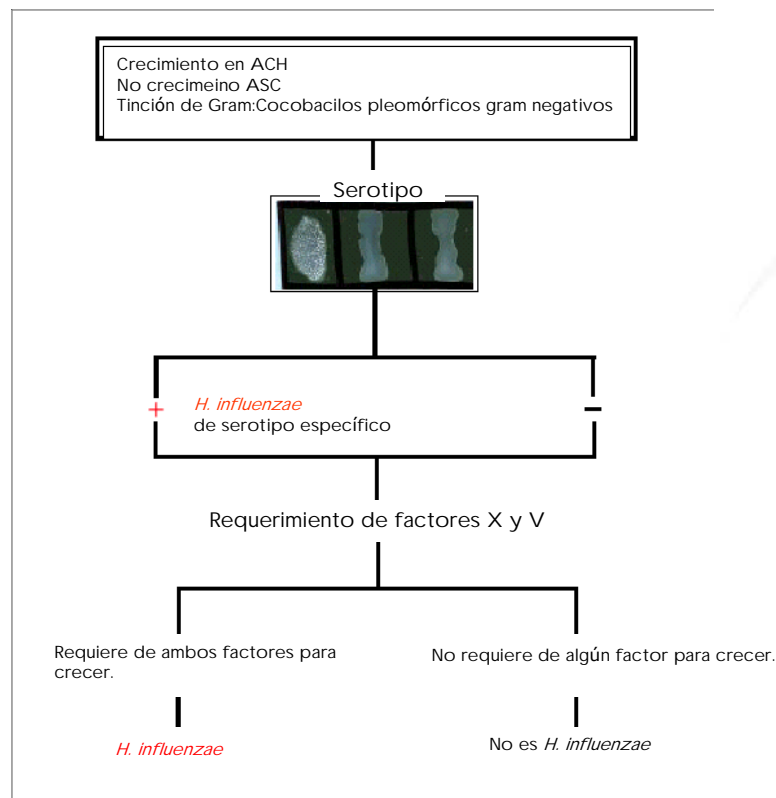 Crecimiento en ACH
No crecimeino ASC
Tinción de Gram:Cocobacilos pleomórficos gram negativos
Serotipo
+
H. influenzae
de serotipo específico
-
Requerimiento de factores X y V
Requiere de ambos factores para
crecer.
No requiere de algún factor para crecer.
H. influenzae
No es H. influenzae